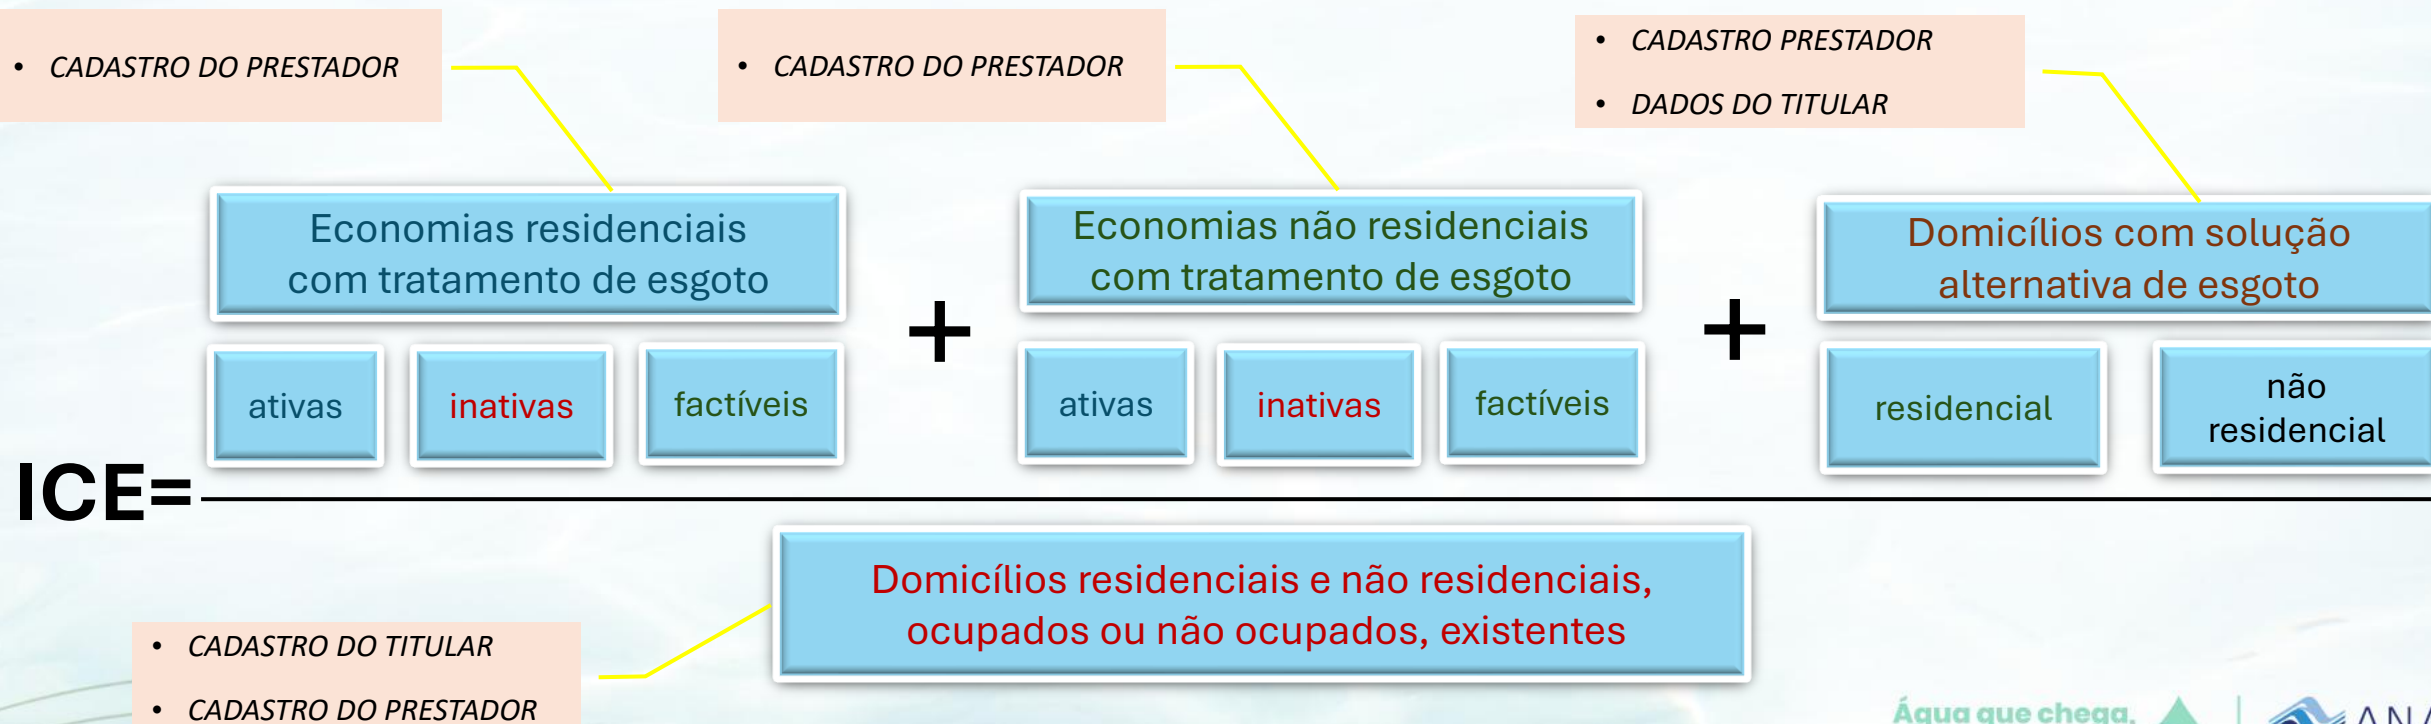 • CADASTRO DO PRESTADOR
• CADASTRO DO PRESTADOR
• CADASTRO PRESTADOR
• DADOS DO TITULAR
Economias residenciais
com tratamento de esgoto
ativas
inativas
factíveis
+
Economias não residenciais
com tratamento de esgoto
ativas
inativas
factíveis
+
Domicílios com solução
alternativa de esgoto
residencial
não
residencial
ICE=
Domicílios residenciais e não residenciais,
ocupados ou não ocupados, existentes
• CADASTRO DO TITULAR
• CADASTRO DO PRESTADOR
Água que chega,
ANA